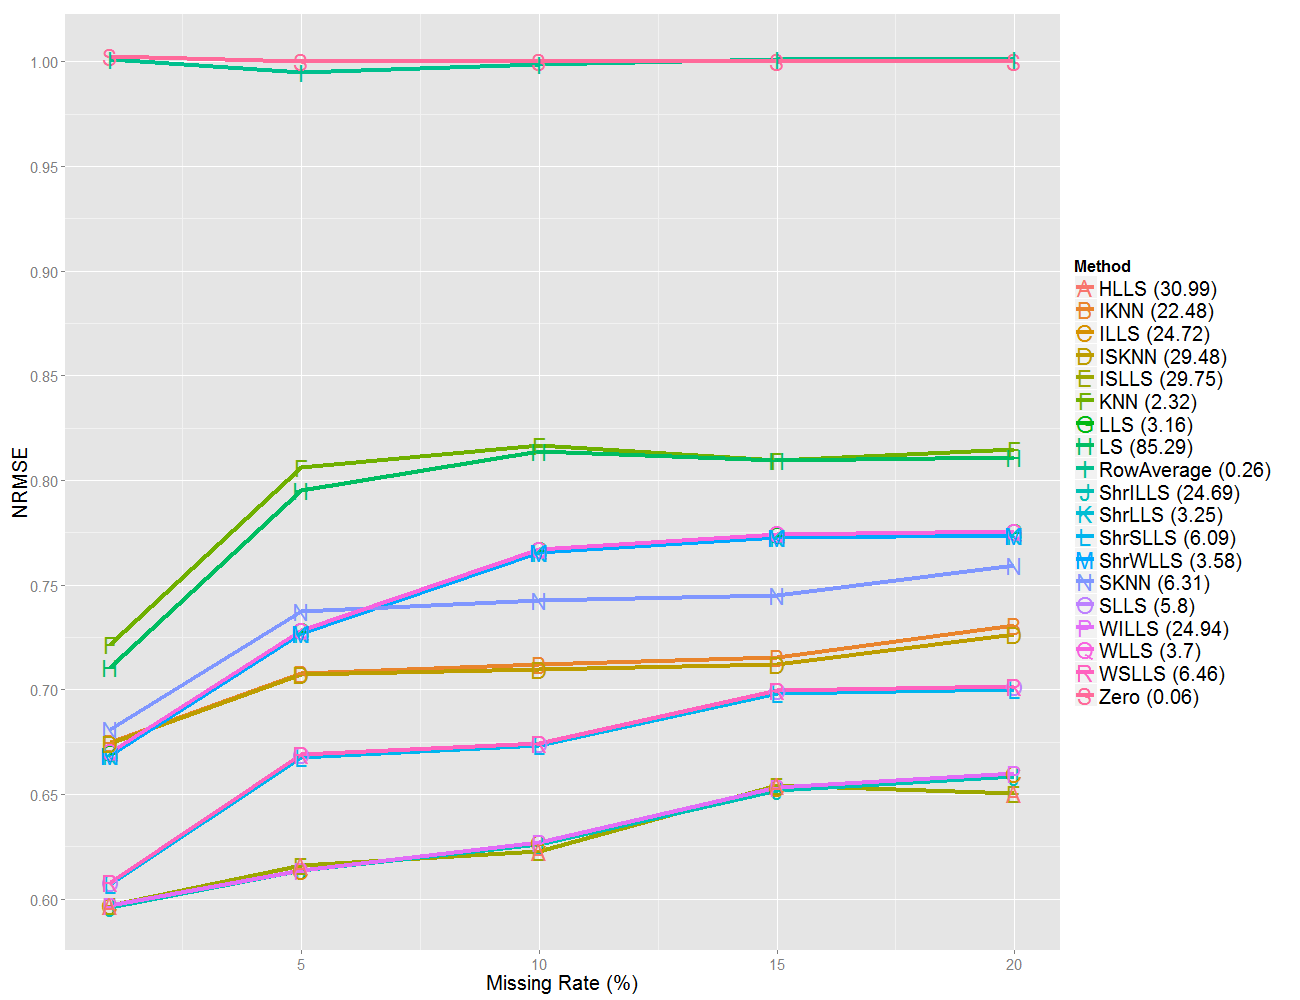 1.00
0.95
0.90
0.85
0.80
0.75
0.70
0.65
0.60
NRMSE
5
10
15
20
Missing Rate (%)
Method
A HLLS (30.99)
B IKNN (22.48)
C ILLS (24.72)
D ISKNN (29.48)
E ISLLS (29.75)
F KNN (2.32)
G LLS (3.16)
H LS (85.29)
I RowAverage (0.26)
J ShrILLS (24.69)
K ShrLLS (3.25)
L ShrSLLS (6.09)
M ShrWLLS (3.58)
N SKNN (6.31)
O SLLS (5.8)
P WILLS (24.94)
Q WLLS (3.7)
R WSLLS (6.46)
S Zero (0.06)